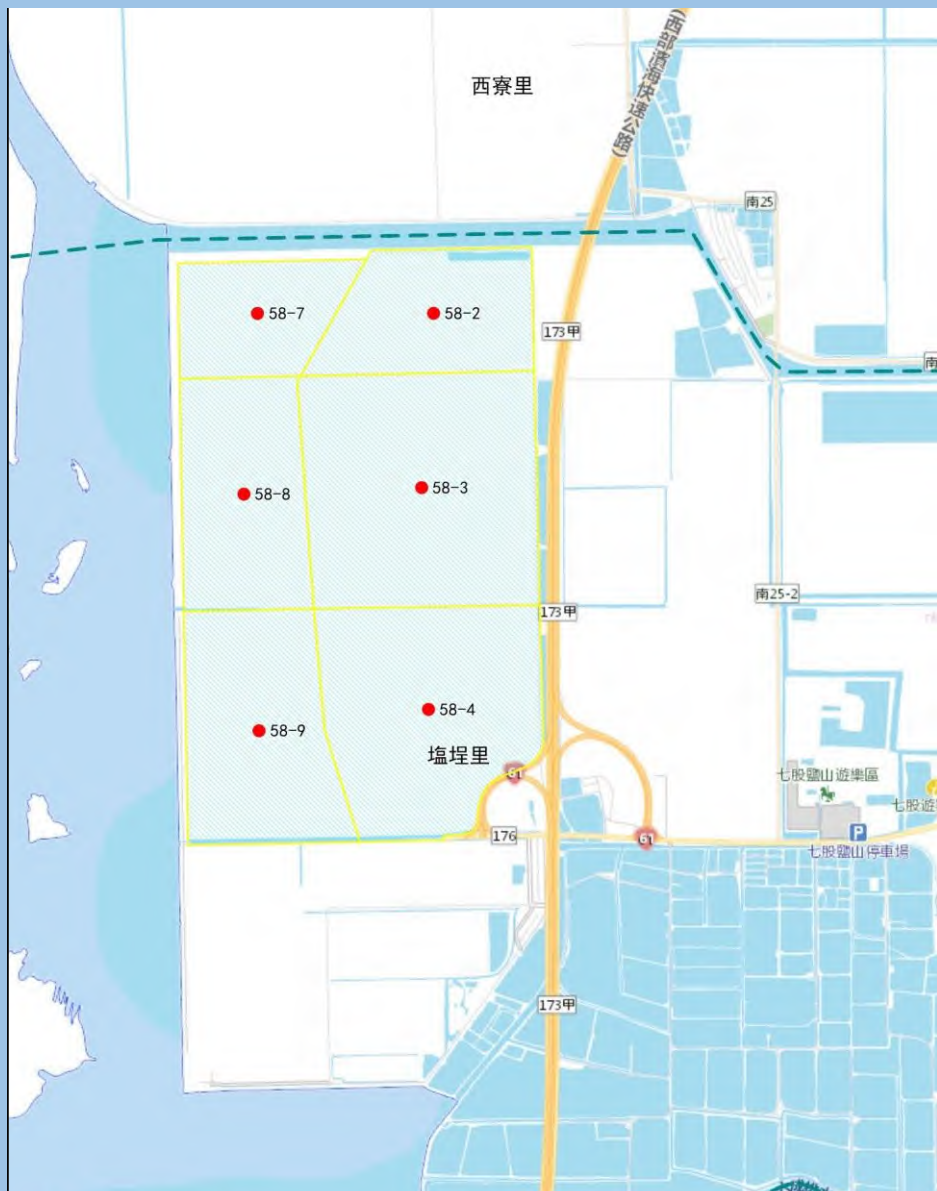 (西部濱海快速公路)
西寮里
南25
58-7
58-2
173甲
南
58-8
58-3
南25-2
173甲
58-9
58-4
塩埕里
61
七股鹽山遊樂區
七股遊
176
61
P
七股鹽山停車場
173甲